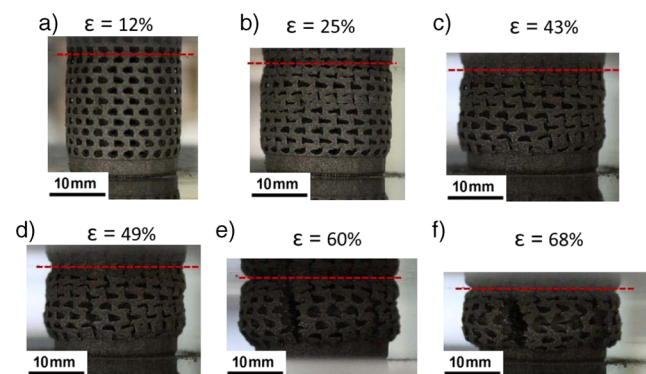 a) ε = 12%
b) ε = 25%
c) ε = 43%
10mm
10mm
10mm
d) ε = 49%
e) ε = 60%
f) ε = 68%
10mm
10mm
10mm